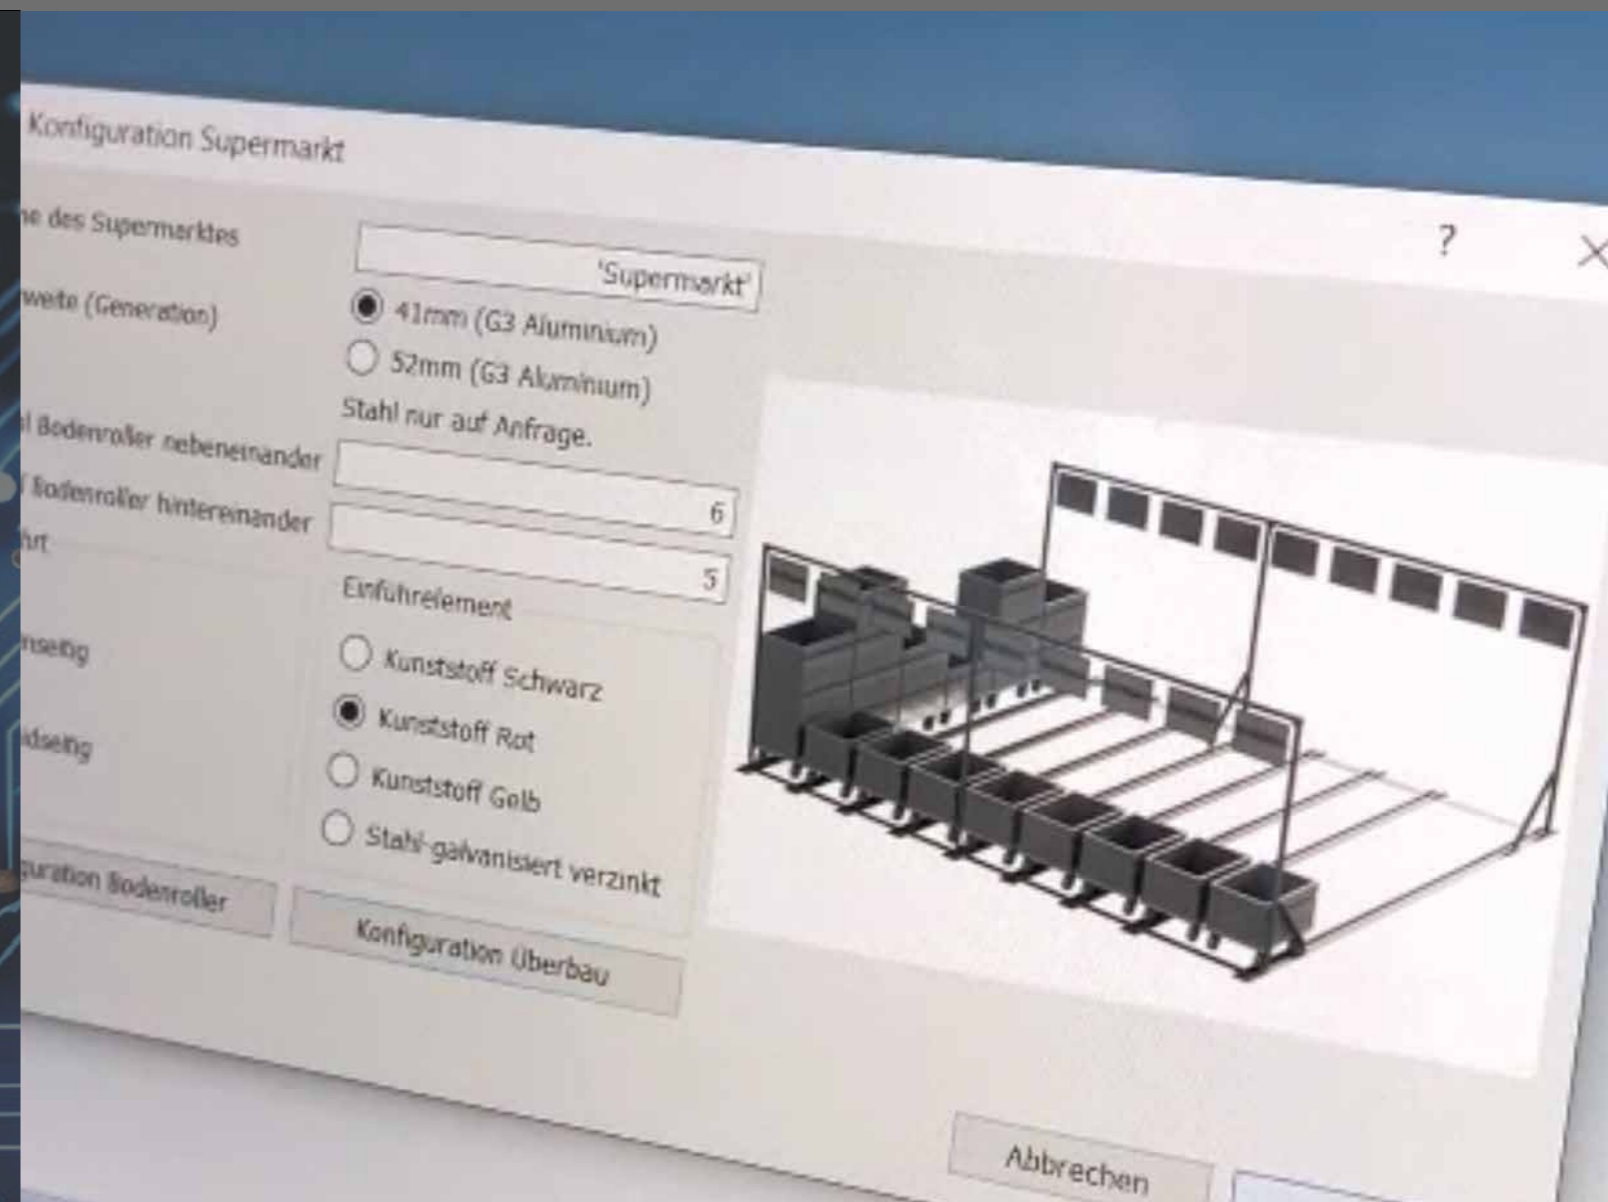 Konfiguration Supermarkt
? X
des Supermarktes 'Supermarkt'
weite (Generation) 41mm (G3 Aluminium)
52mm (G3 Aluminium)
Stahl nur auf Anfrage.
Bodenroller nebeneinander 6
Bodenroller hintereinander 5
Einführelement
Kunststoff Schwarz
Kunststoff Rot
Kunststoff Gelb
Stahl-galvanisiert verzinkt
guration Bodenroller
Konfiguration Überbau
Abbrechen